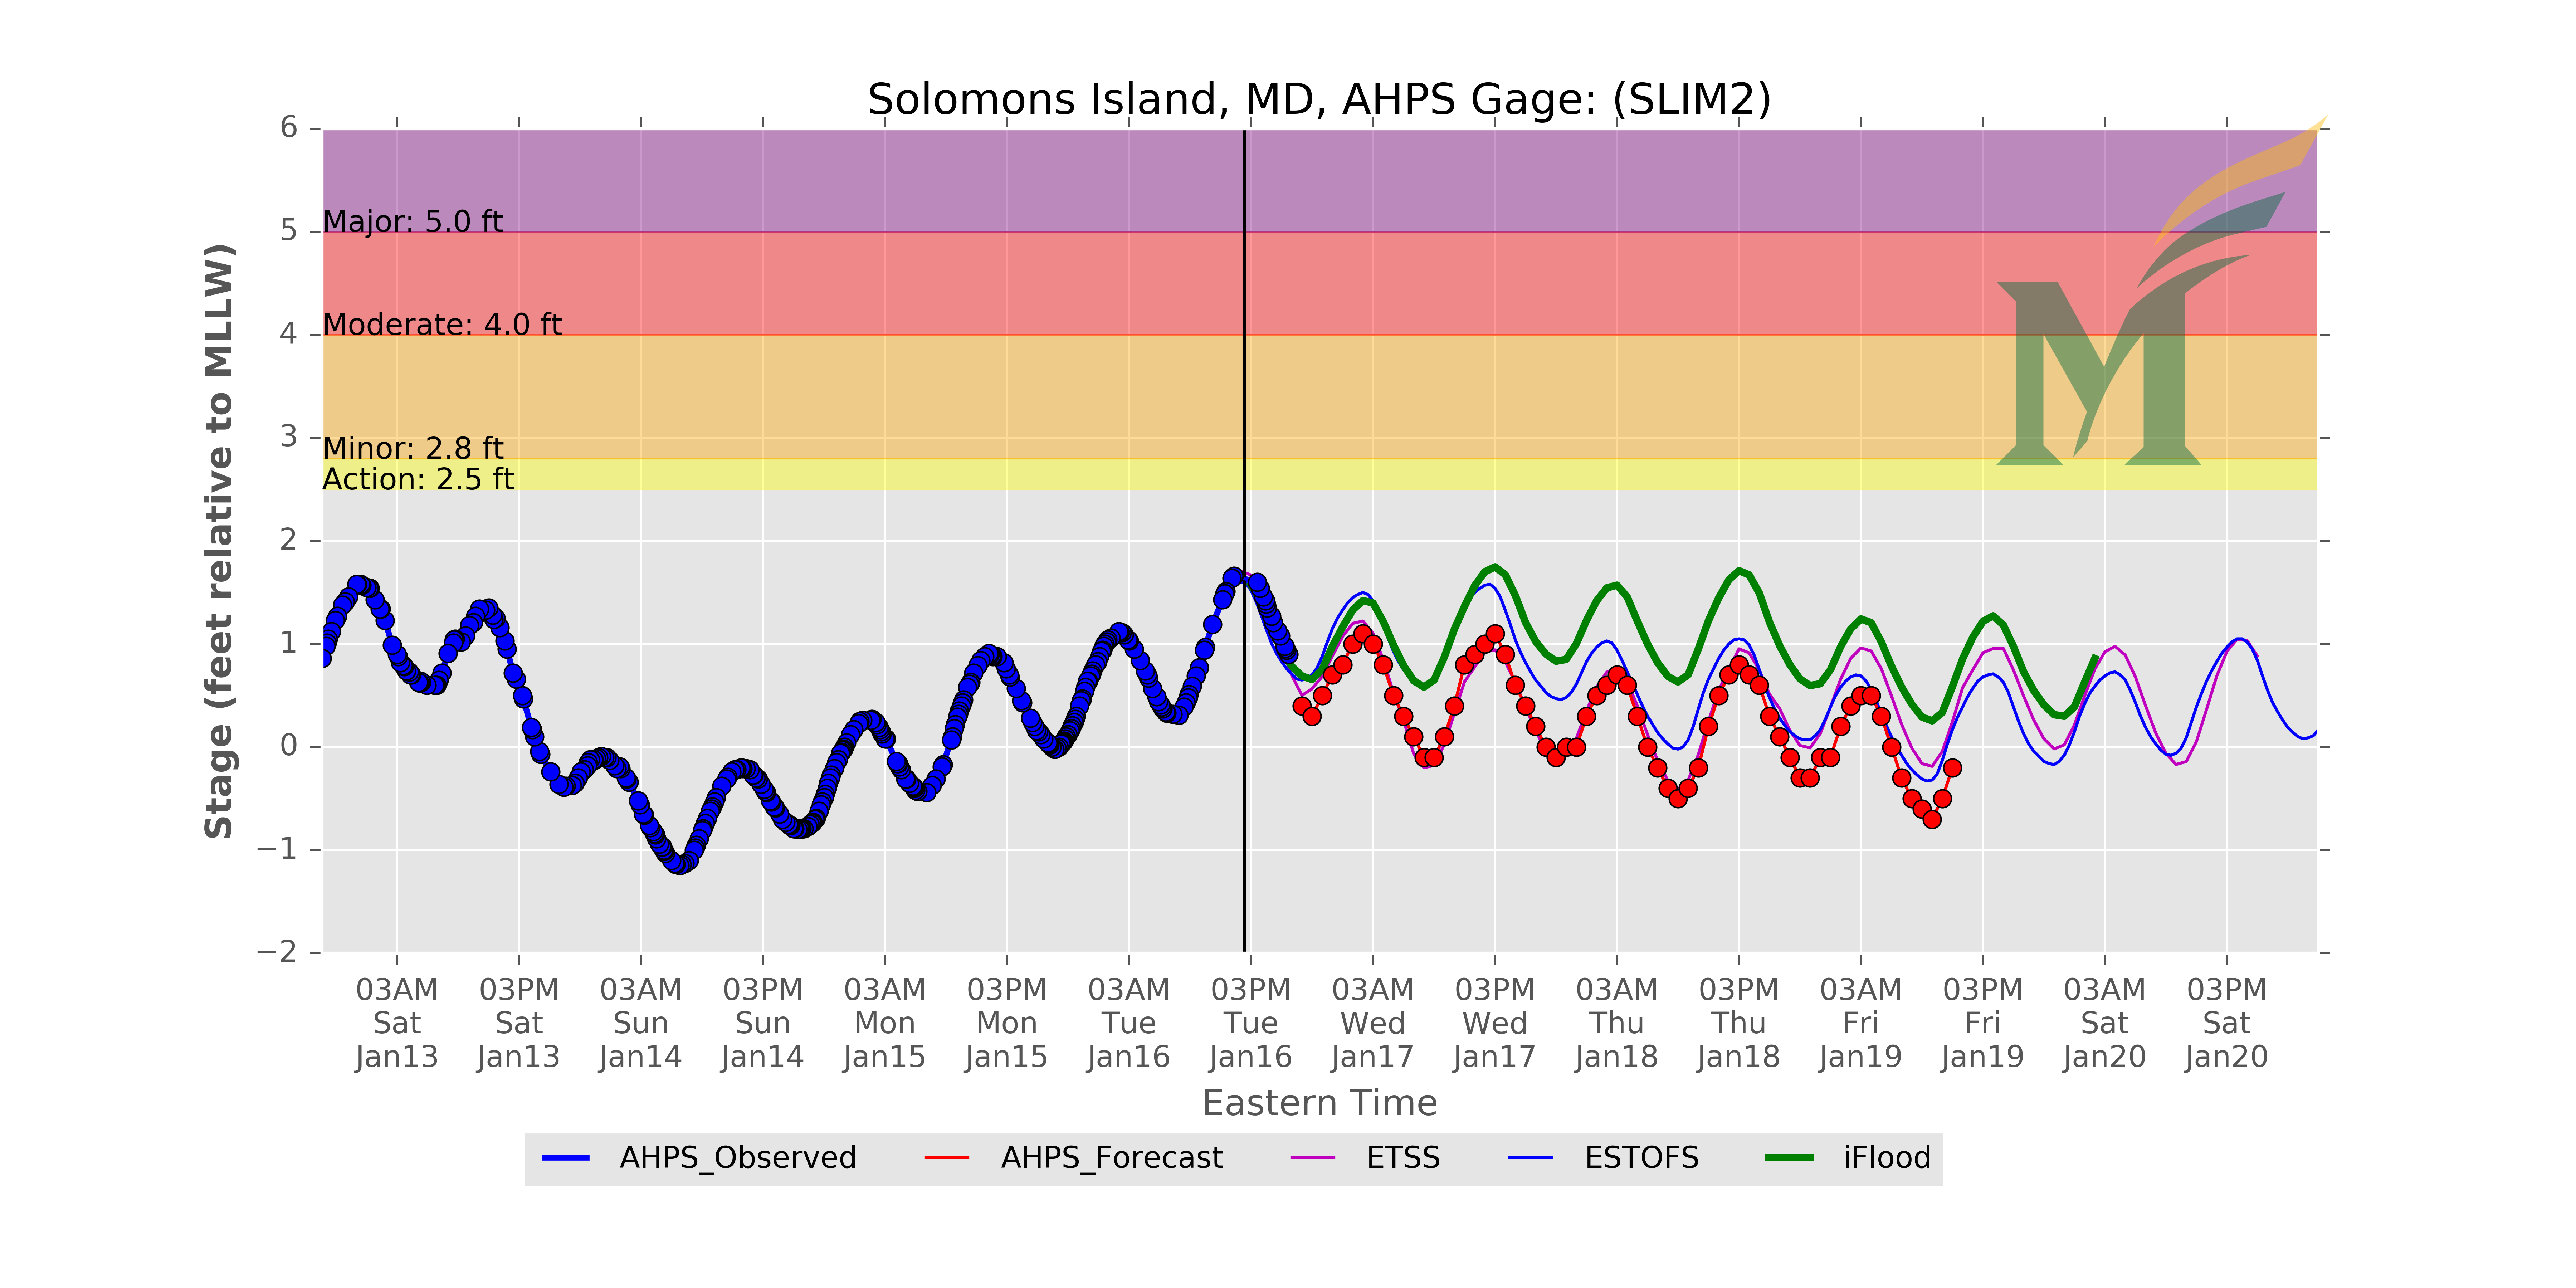 Solomons Island, MD, AHPS Gage: (SLIM2)
Stage (feet relative to MLLW)
6
5
4
3
2
1
0
−1
−2
Major: 5.0 ft
Moderate: 4.0 ft
Minor: 2.8 ft
Action: 2.5 ft
M
03AM 03PM 03AM 03PM 03AM 03PM 03AM 03PM 03AM 03PM 03AM 03PM 03AM 03PM 03AM 03PM
Sat Sat Sun Sun Mon Mon Tue Tue Wed Wed Thu Thu Fri Fri Sat Sat
Jan13 Jan13 Jan14 Jan14 Jan15 Jan15 Jan16 Jan16 Jan17 Jan17 Jan18 Jan18 Jan19 Jan19 Jan20 Jan20
Eastern Time
AHPS_Observed AHPS_Forecast ETSS ESTOFS iFlood